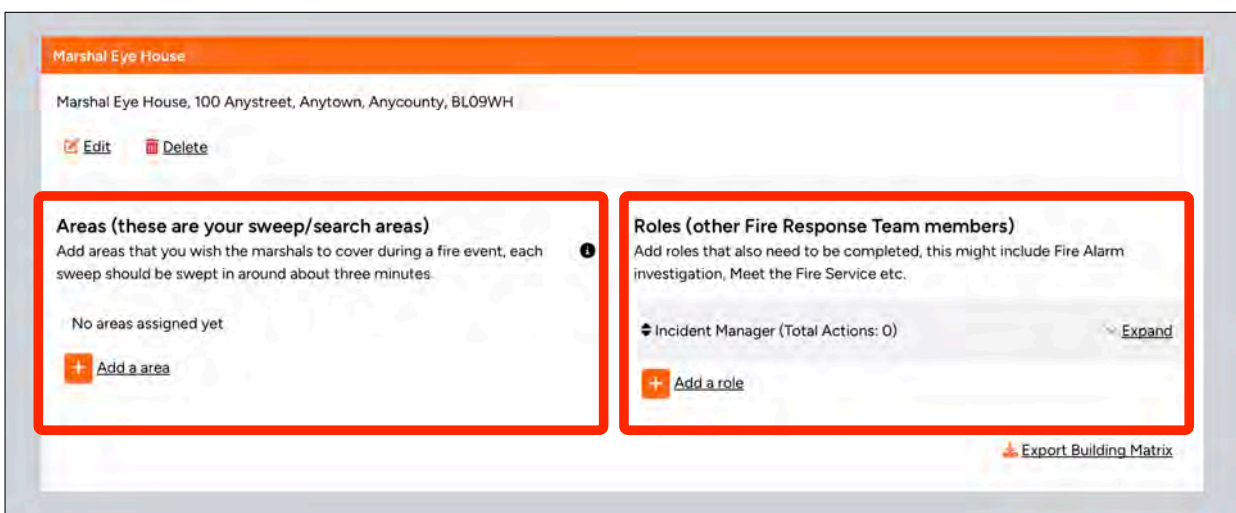 Marshal Eye House
Marshal Eye House, 100 Anystreet, Anytown, Anycounty, BL09WH
Edit Delete
Areas (these are your sweep/search areas)
Add areas that you wish the marshals to cover during a fire event, each
sweep should be swept in around about three minutes
No areas assigned yet
Add a area
Roles (other Fire Response Team members)
Add roles that also need to be completed, this might include Fire Alarm
investigation, Meet the Fire Service etc.
Incident Manager (Total Actions: 0) Expand
Add a role
Export Building Matrix